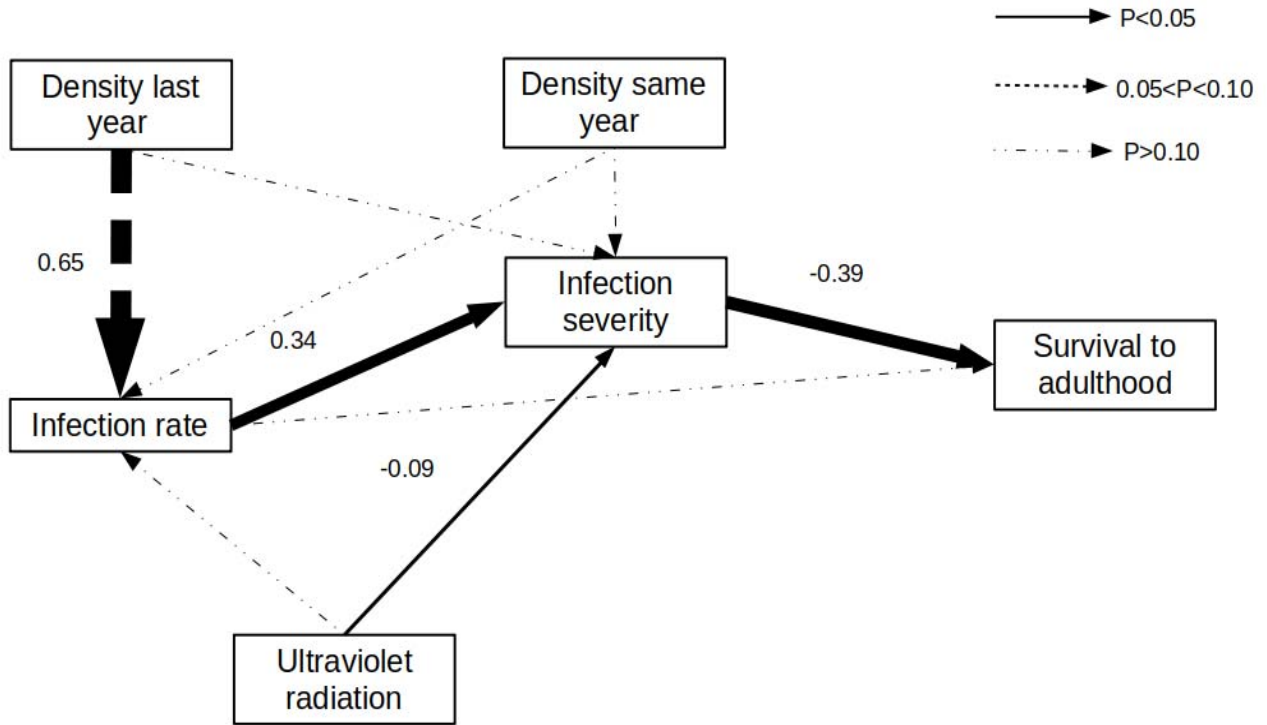 P<0.05
Density last
year
Density same
year
0.05<P<0.10
P>0.10
0.65
Infection
severity
-0.39
0.34
Survival to
adulthood
Infection rate
-0.09
Ultraviolet
radiation